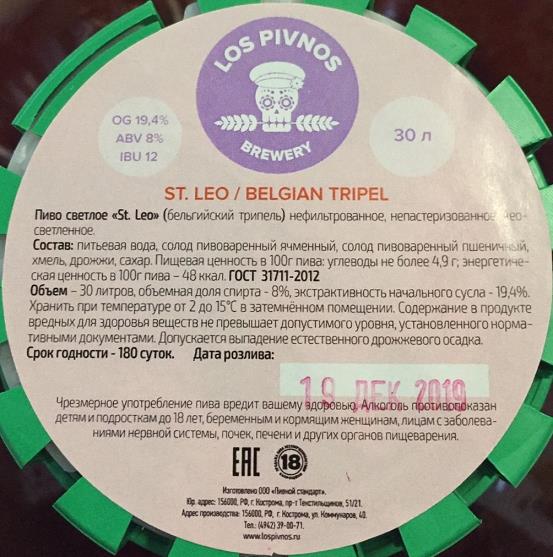 LOS PIVNOS
BREWERY
OG 19,4%
ABV 8%
IBU 12
30 л
ST. LEO / BELGIAN TRIPEL
Пиво светлое «St. Leo» (бельгийский трипель) нефильтрованное, непастеризованное, нео-
светленное.
Состав: питьевая вода, солод пивоваренный ячменный, солод пивоваренный пшеничный,
хмель, дрожжи, сахар. Пищевая ценность в 100г пива: углеводы не более 4,9 г; энергетиче-
ская ценность в 100г пива – 48 ккал. ГОСТ 31711-2012
Объем – 30 литров, объемная доля спирта - 8%, экстрактивность начального сусла - 19,4%.
Хранить при температуре от 2 до 15°С в затемнённом помещении. Содержание в продукте
вредных для здоровья веществ не превышает допустимого уровня, установленного норма-
тивными документами. Допускается выпадение естественного дрожжевого осадка.
Срок годности - 180 суток. Дата розлива:
19 ДЕК 2019
Чрезмерное употребление пива вредит вашему здоровью. Алкоголь противопоказан
детям и подросткам до 18 лет, беременным и кормящим женщинам, лицам с заболева-
ниями нервной системы, почек, печени и других органов пищеварения.
ЕАС 18
Изготовлено ООО «Пивной стандарт».
Юр. адрес: 156000, РФ, г. Кострома, пр-т Текстильщиков, 51/21.
Адрес производства: 156000, РФ, г. Кострома, ул. Коммунаров, 40.
Тел.: (4942) 39-00-71.
www.lospivnos.ru